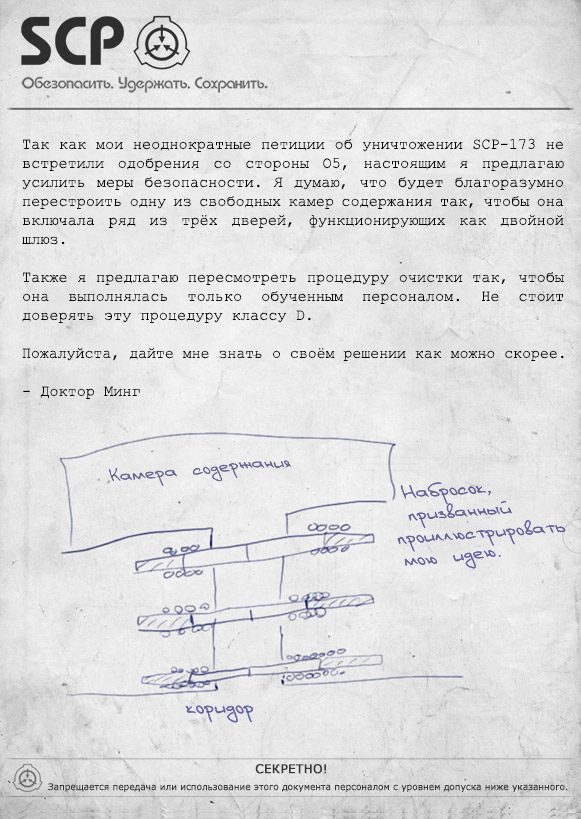 SCP
Обезопасить. Удержать. Сохранить.
Так как мои неоднократные петиции об уничтожении SCP-173 не
встретили одобрения со стороны O5, настоящим я предлагаю
усилить меры безопасности. Я думаю, что будет благоразумно
перестроить одну из свободных камер содержания так, чтобы она
включала ряд из трёх дверей, функционирующих как двойной
шлюз.
Также я предлагаю пересмотреть процедуру очистки так, чтобы
она выполнялась только обученным персоналом. Не стоит
доверять эту процедуру классу D.
Пожалуйста, дайте мне знать о своём решении как можно скорее.
- Доктор Минг
Камера содержания
Набросок,
призванный
проиллюстрировать
мою идею.
коридор
СЕКРЕТНО!
Запрещается передача или использование этого документа персоналом с уровнем допуска ниже указанного.